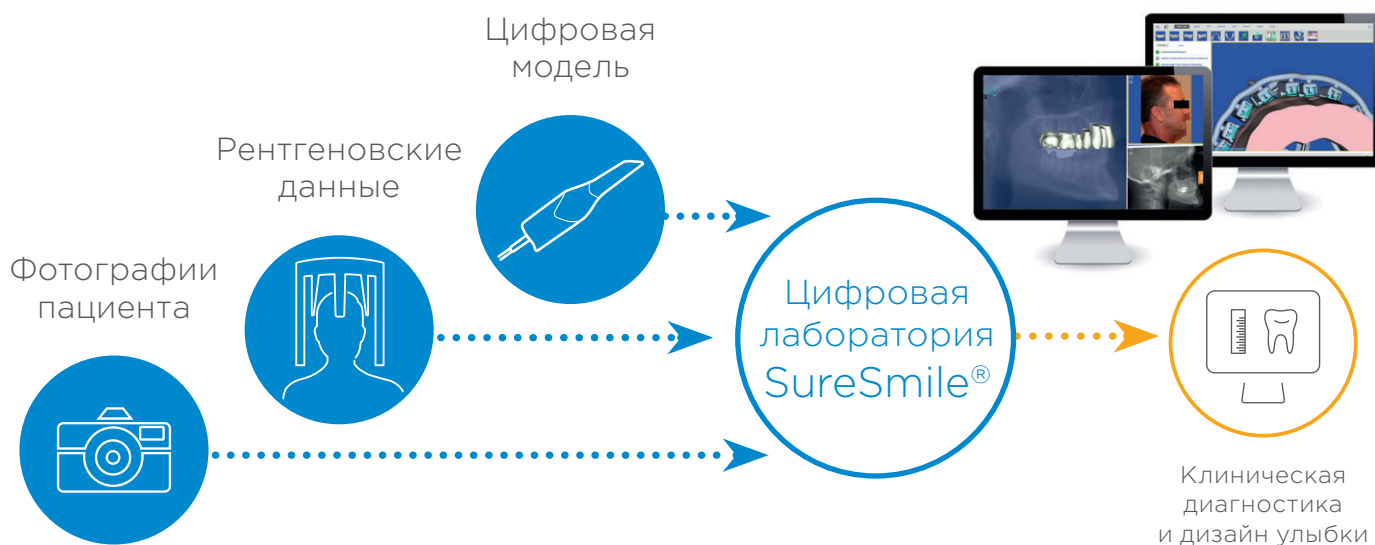 Цифровая
модель
Рентгеновские
данные
Фотографии
пациента
Цифровая
лаборатория
SureSmile®
Клиническая
диагностика
и дизайн улыбки